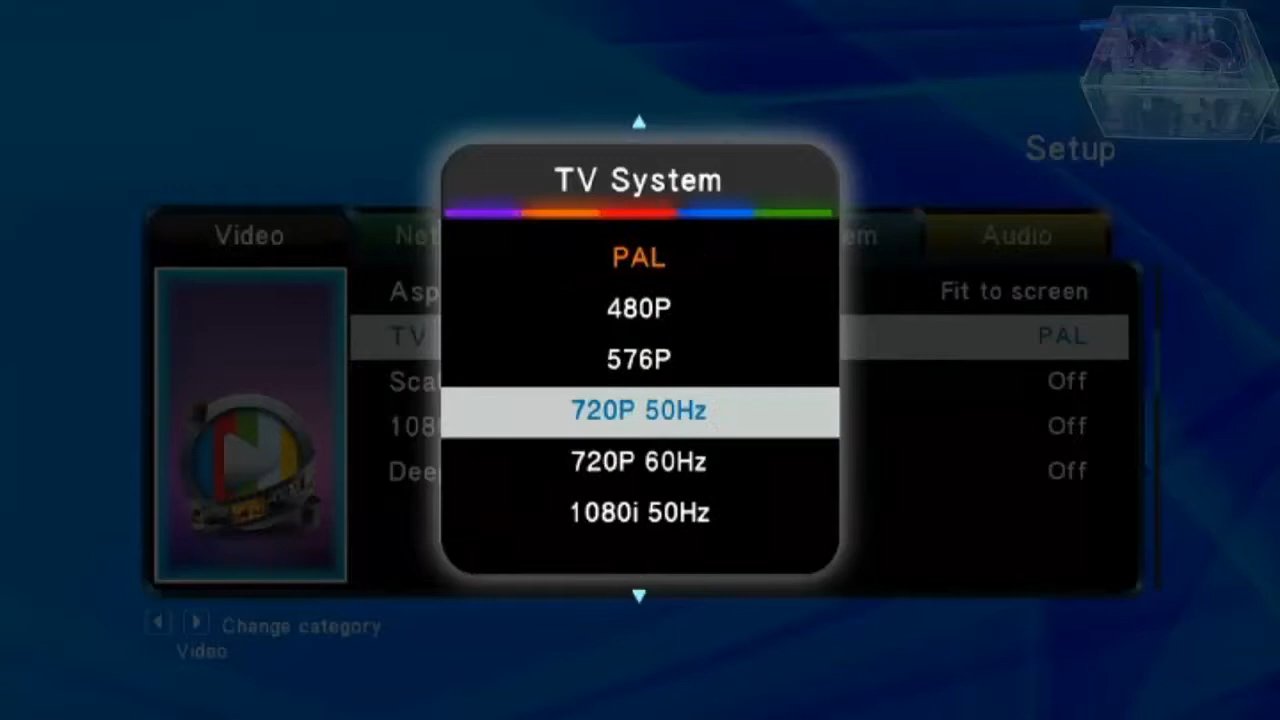 Setup
TV System
Video
Audio
PAL
480P
576P
720P 50Hz
720P 60Hz
1080i 50Hz
Fit to screen
TV
PAL
Off
Off
Off
Change category
Video